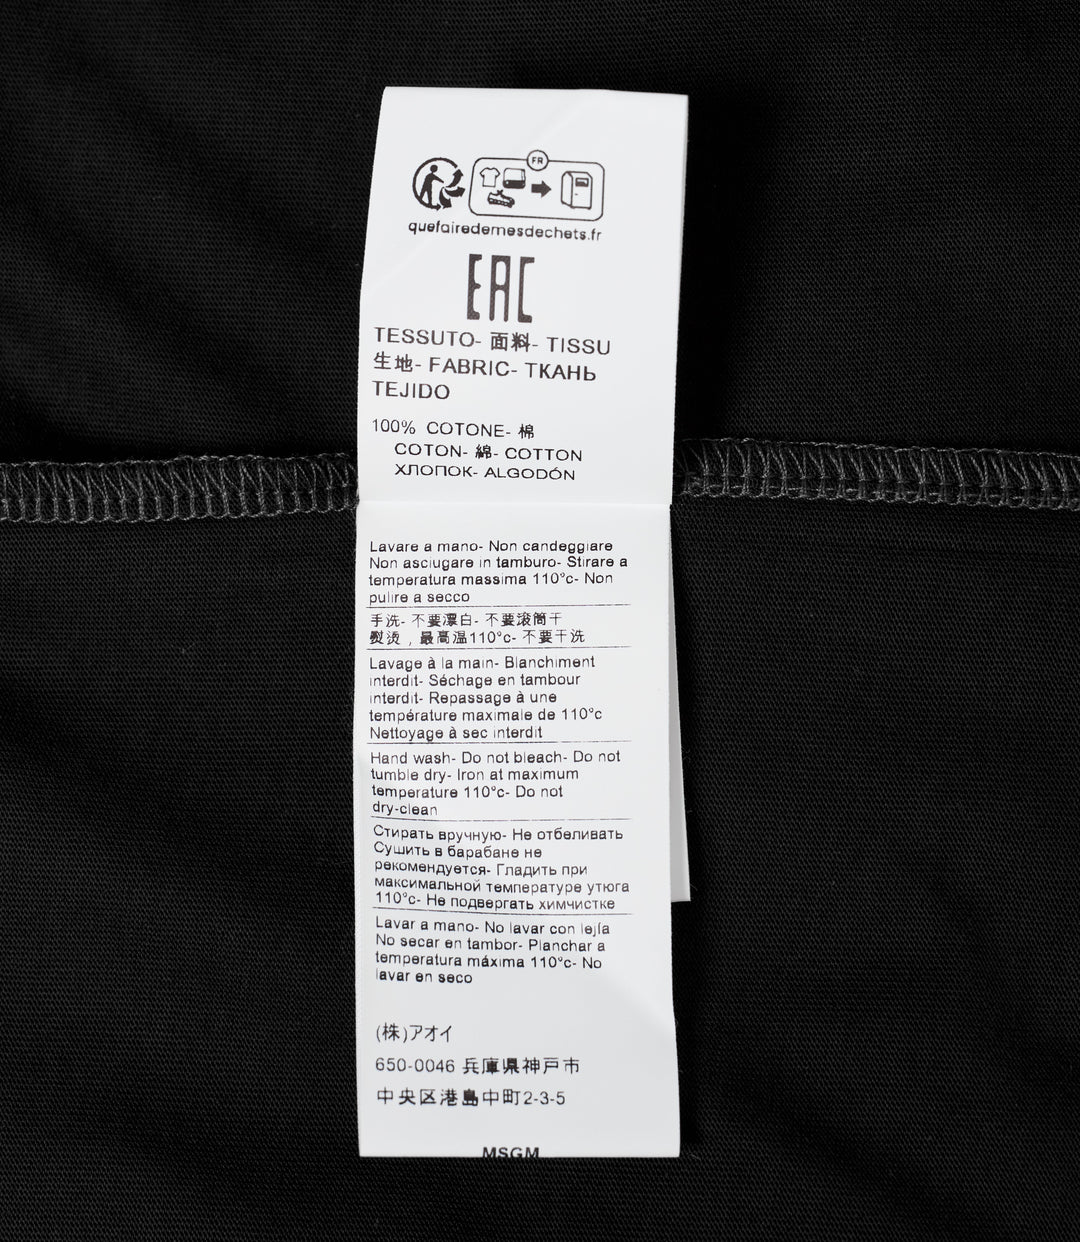 FR
quefairedemesdechets.fr
EAC
TESSUTO- 面料- TISSU
生地- FABRIC- ТКАНЬ
TEJIDO
100% COTONE- 棉
COTON- 綿- COTTON
ХЛОПОК- ALGODÓN
Lavare a mano- Non candeggiare
Non asciugare in tamburo- Stirare a
temperatura massima 110°c- Non
pulire a secco
手洗- 不要漂白- 不要滚筒干
熨烫，最高温110°c- 不要干洗
Lavage à la main- Blanchiment
interdit- Séchage en tambour
interdit- Repassage à une
température maximale de 110°c
Nettoyage à sec interdit
Hand wash- Do not bleach- Do not
tumble dry- Iron at maximum
temperature 110°c- Do not
dry-clean
Стирать вручную- Не отбеливать
Сушить в барабане не
рекомендуется- Гладить при
максимальной температуре утюга
110°c- Не подвергать химчистке
Lavar a mano- No lavar con lejía
No secar en tambor- Planchar a
temperatura máxima 110°c- No
lavar en seco
(株)アオイ
650-0046 兵庫県神戸市
中央区港島中町2-3-5
MSGM